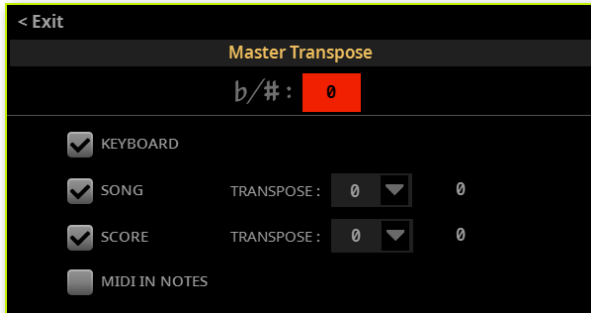 < Exit
Master Transpose
b/# : 0
KEYBOARD
SONG TRANSPOSE : 0 0
SCORE TRANSPOSE : 0 0
MIDI IN NOTES